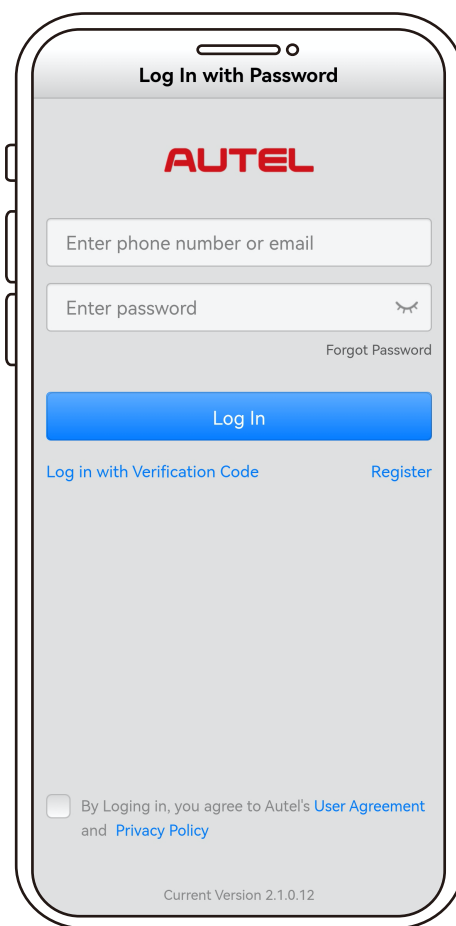 Log In with Password
AUTEL
Enter phone number or email
Enter password
Forgot Password
Log In
Log in with Verification Code Register
By Loging in, you agree to Autel's User Agreement
and Privacy Policy
Current Version 2.1.0.12